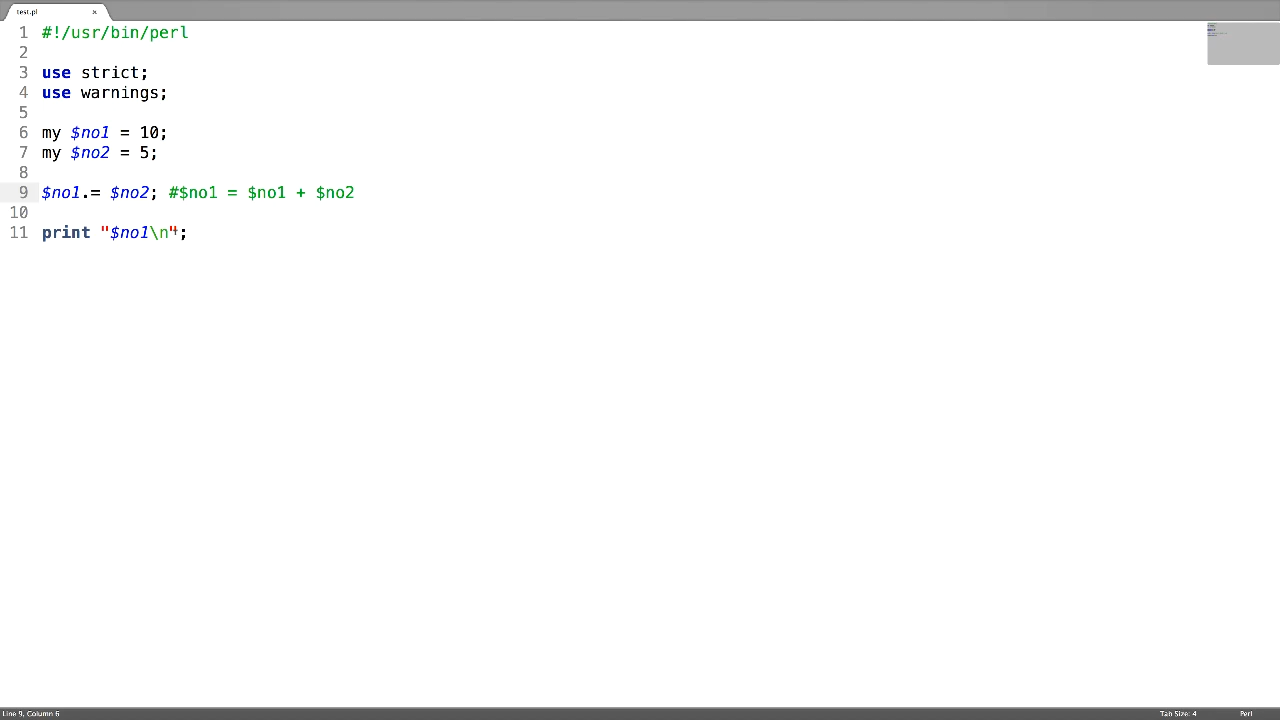 test.pl ×
1 #!/usr/bin/perl
2
3 use strict;
4 use warnings;
5
6 my $no1 = 10;
7 my $no2 = 5;
8
9 $no1.= $no2; #$no1 = $no1 + $no2
10
11 print "$no1\n";
Line 9, Column 6 Tab Size: 4 Perl